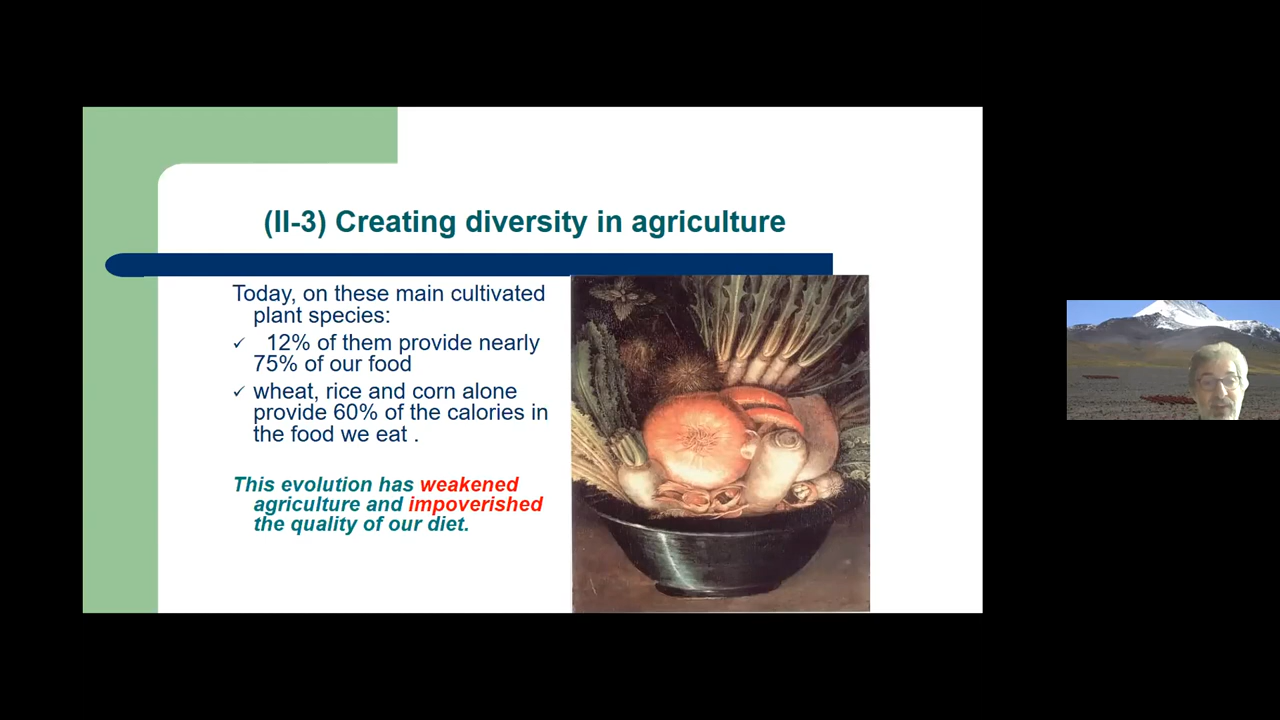 (II-3) Creating diversity in agriculture
Today, on these main cultivated
plant species:
✓ 12% of them provide nearly
75% of our food
✓ wheat, rice and corn alone
provide 60% of the calories in
the food we eat .
This evolution has weakened
agriculture and impoverished
the quality of our diet.